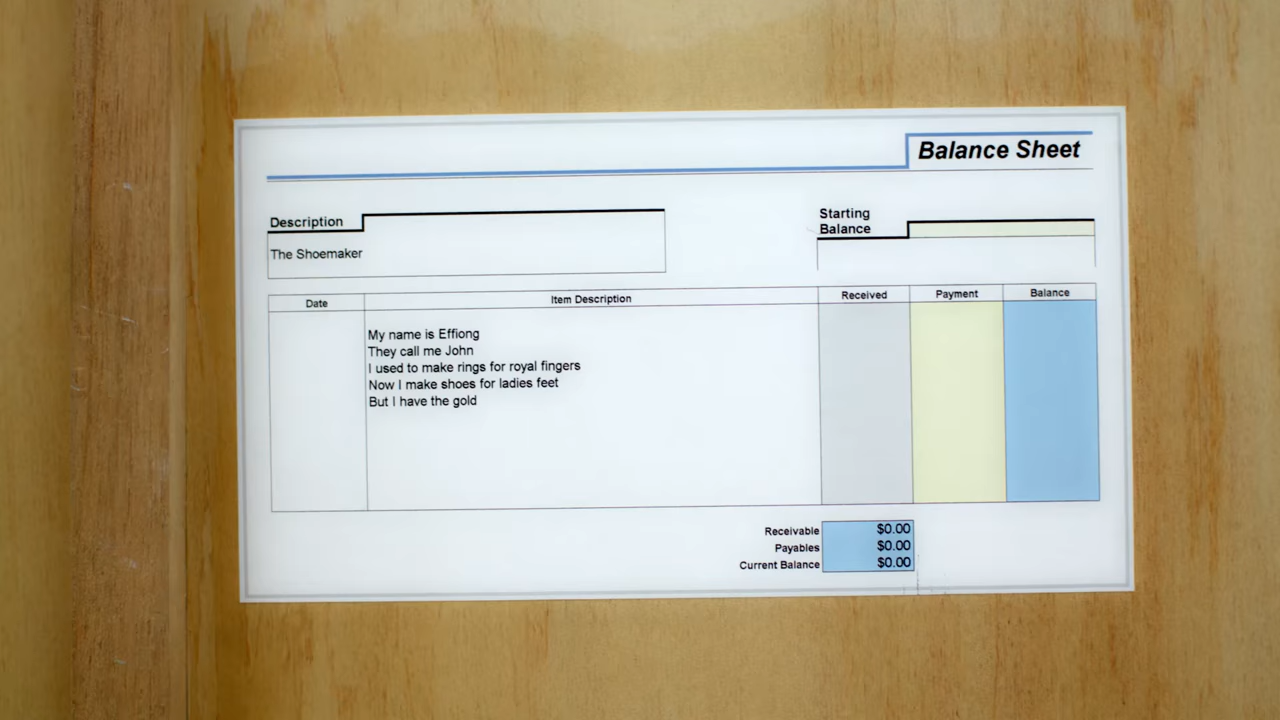 Balance Sheet
Description
The Shoemaker
Starting
Balance
Date Item Description Received Payment Balance
My name is Effiong
They call me John
I used to make rings for royal fingers
Now I make shoes for ladies feet
But I have the gold
Receivable $0.00
Payables $0.00
Current Balance $0.00